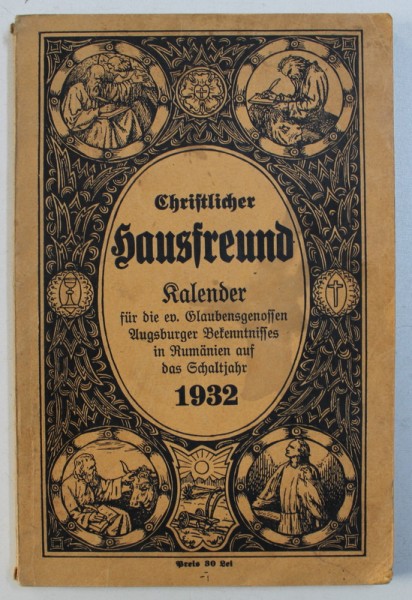 Christlicher
Hausfreund
Kalender
für die ev. Glaubensgenossen
Augsburger Bekenntnisses
in Rumänien auf
das Schaltjahr
1932
Preis 30 Lei